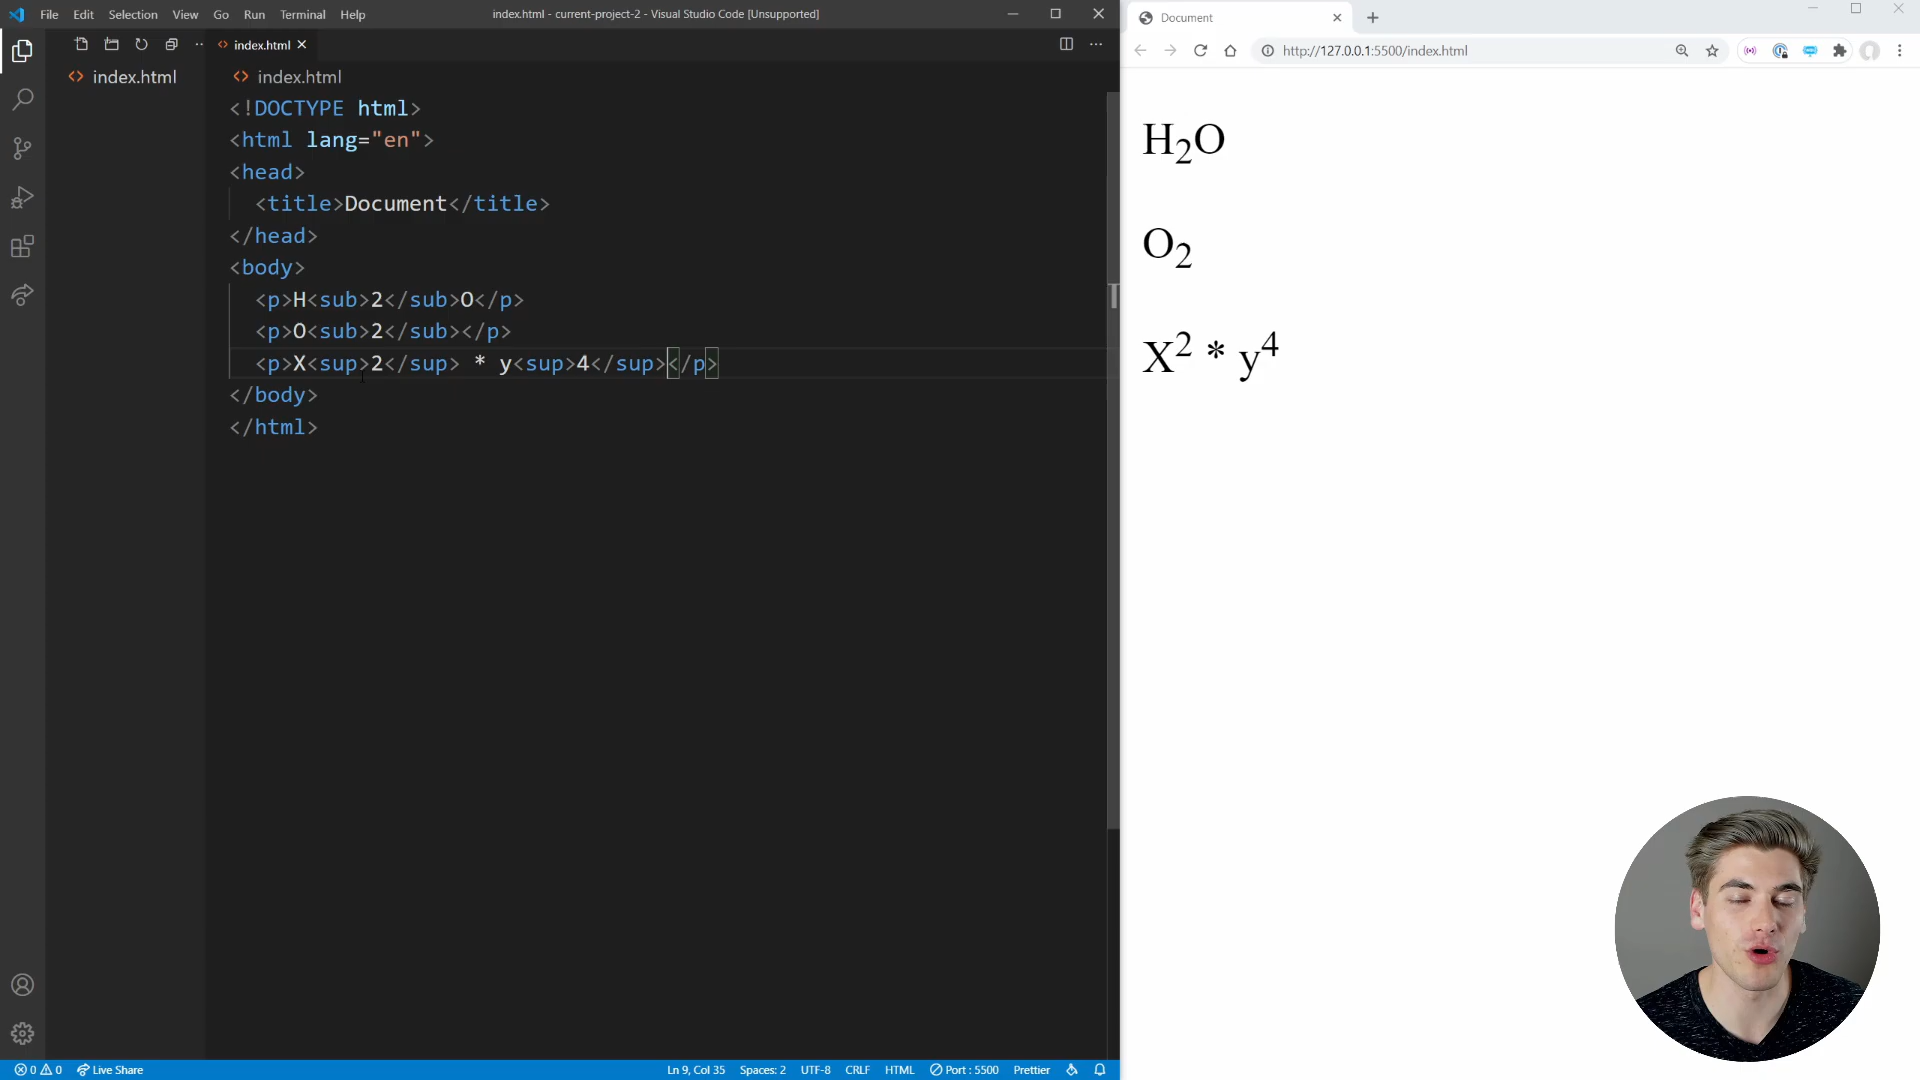 File Edit Selection View Go Run Terminal Help
index.html - current-project-2 - Visual Studio Code [Unsupported]
index.html
index.html
index.html
<!DOCTYPE html>
<html lang="en">
<head>
<title>Document</title>
</head>
<body>
<p>H<sub>2</sub>O</p>
<p>O<sub>2</sub></p>
<p>X<sup>2</sup> * y<sup>4</sup></p>
</body>
</html>
0 0 Live Share
Ln 9, Col 35 Spaces: 2 UTF-8 CRLF HTML Port : 5500 Prettier
Document
http://127.0.0.1:5500/index.html
H₂O
O₂
X² * y⁴